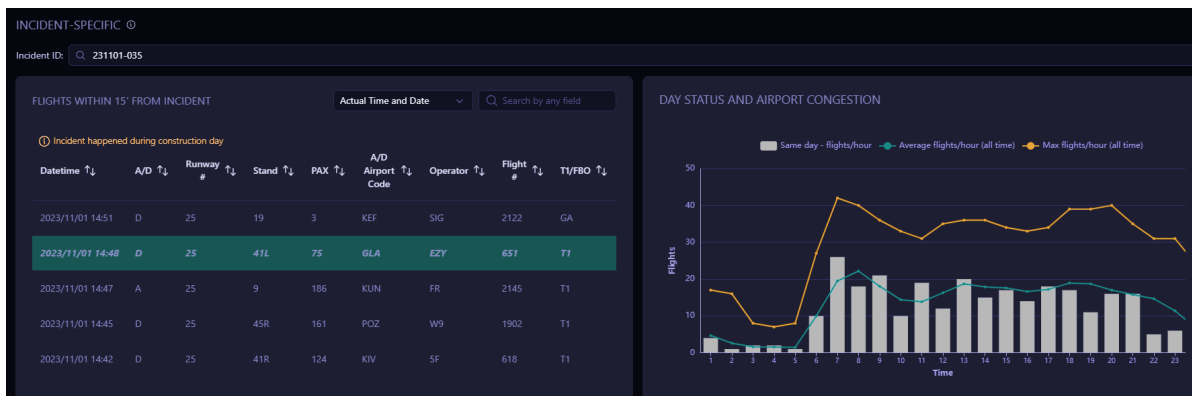 INCIDENT-SPECIFIC
Incident ID: 231101-035
FLIGHTS WITHIN 15' FROM INCIDENT
Actual Time and Date
Search by any field
Incident happened during construction day
Datetime A/D Runway # Stand PAX A/D Airport Code Operator Flight # T1/FBO
2023/11/01 14:51 D 25 19 3 KEF SIG 2122 GA
2023/11/01 14:48 D 25 41L 75 GLA EZY 651 T1
2023/11/01 14:47 A 25 9 186 KUN FR 2145 T1
2023/11/01 14:45 D 25 45R 161 POZ W9 1902 T1
2023/11/01 14:42 D 25 41R 124 KIV 5F 618 T1
DAY STATUS AND AIRPORT CONGESTION
Same day - flights/hour Average flights/hour (all time) Max flights/hour (all time)
50
40
30
20
10
0
Flights
1 2 3 4 5 6 7 8 9 10 11 12 13 14 15 16 17 18 19 20 21 22 23
Time